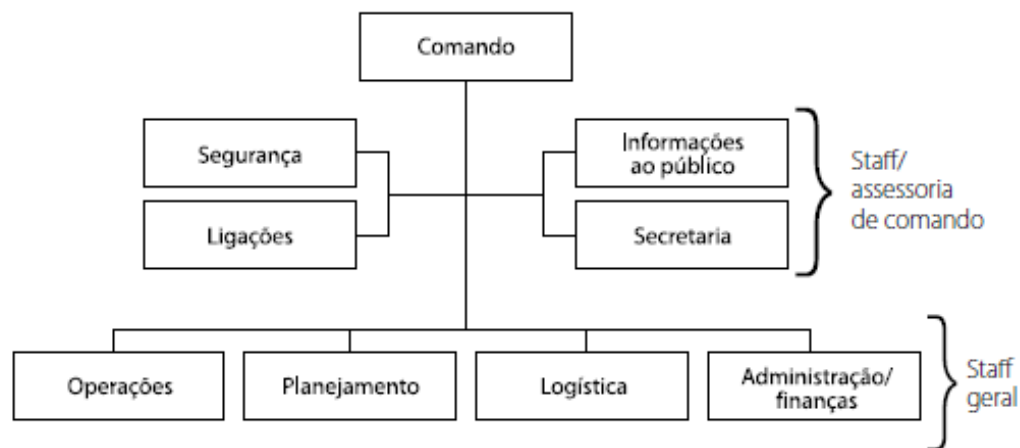 Comando
Segurança
Informações
ao público
Ligações
Secretaria
Staff/
assessoria
de comando
Operações
Planejamento
Logística
Administração/
finanças
Staff
geral